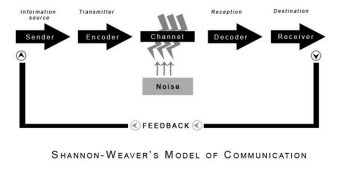 Information source
Transmitter
Reception
Destination
Sender
Encoder
Channel
Decoder
Receiver
Noise
FEEDBACK
SHANNON-WEAVER'S MODEL OF COMMUNICATION